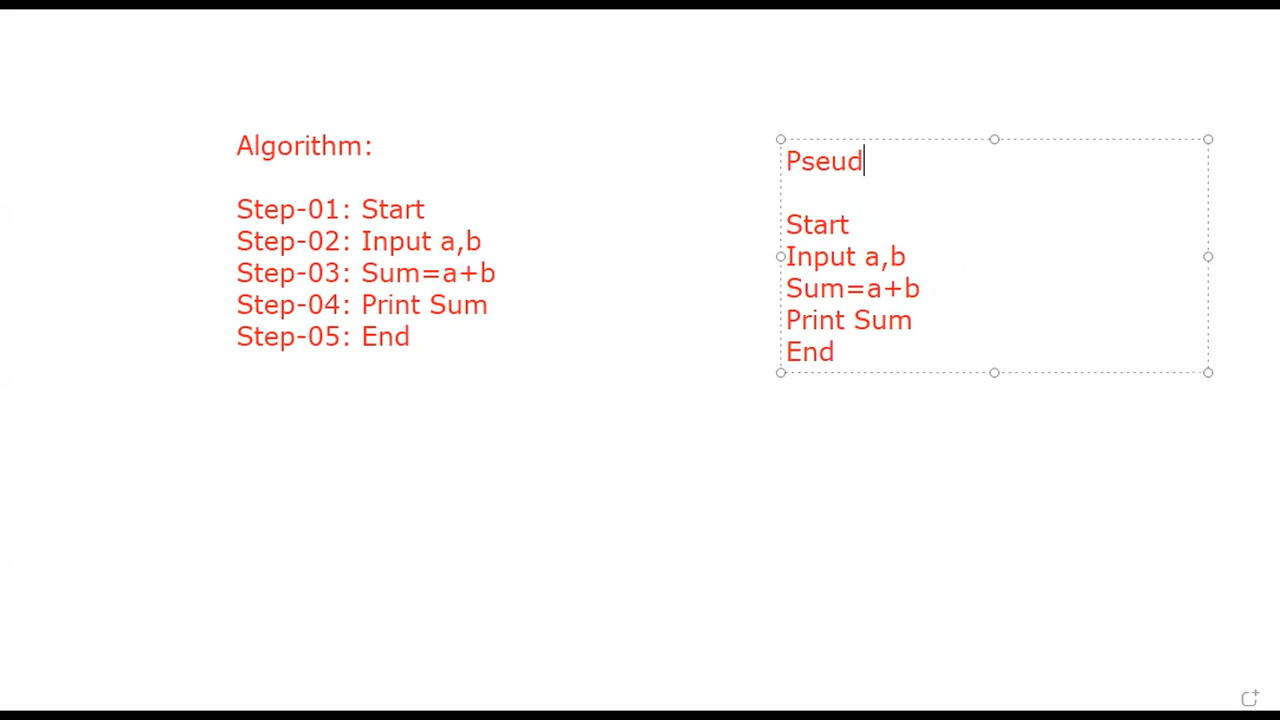 Algorithm:
Step-01: Start
Step-02: Input a,b
Step-03: Sum=a+b
Step-04: Print Sum
Step-05: End
Pseud
Start
Input a,b
Sum=a+b
Print Sum
End